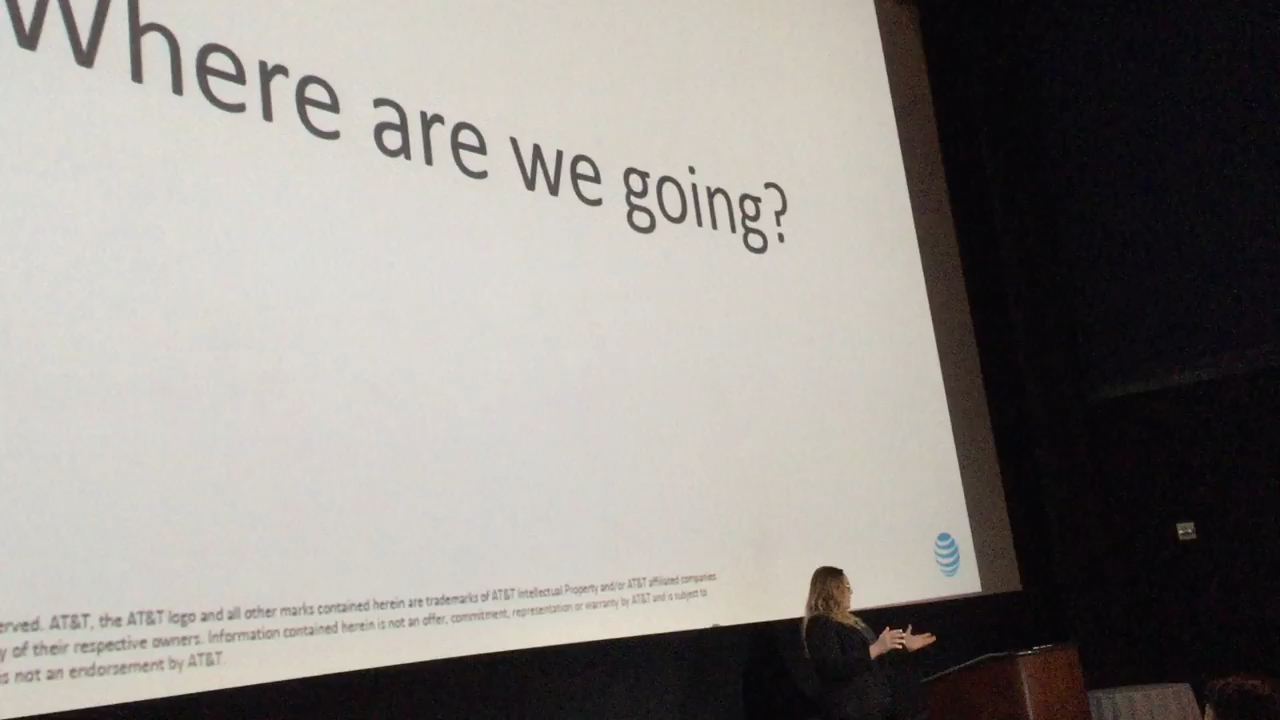 Where are we going?
erved. AT&T, the AT&T logo and all other marks contained herein are trademarks of AT&T Intellectual Property and/or AT&T affiliated companies
y of their respective owners. Information contained herein is not an offer, commitment, representation or warranty by AT&T and is subject to
is not an endorsement by AT&T.